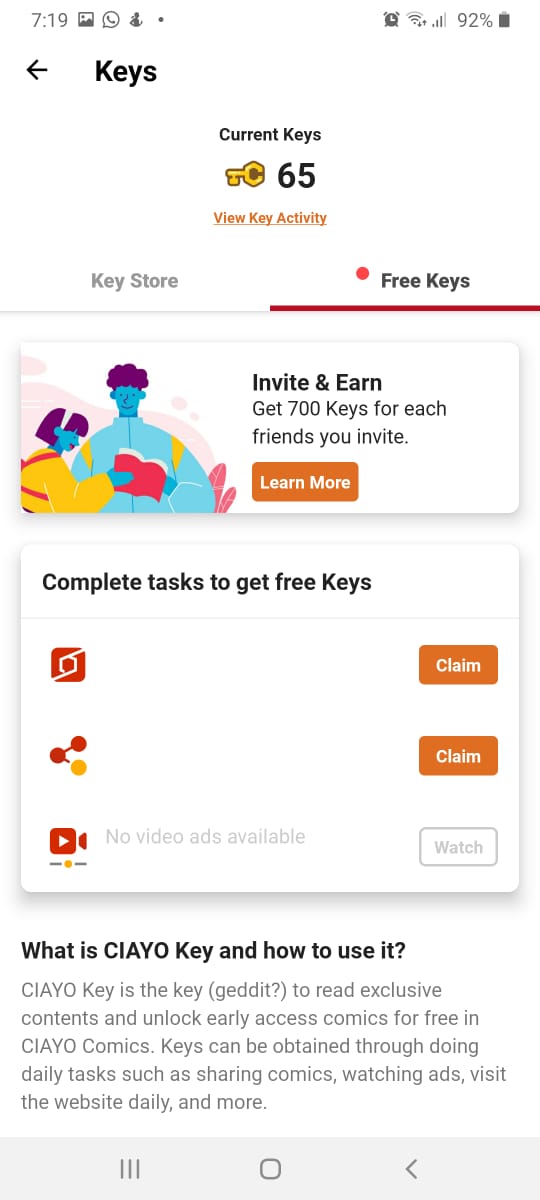 7:19
92%
Keys
Current Keys
65
View Key Activity
Key Store
Free Keys
Invite & Earn
Get 700 Keys for each
friends you invite.
Learn More
Complete tasks to get free Keys
Claim
Claim
No video ads available
Watch
What is CIAYO Key and how to use it?
CIAYO Key is the key (geddit?) to read exclusive
contents and unlock early access comics for free in
CIAYO Comics. Keys can be obtained through doing
daily tasks such as sharing comics, watching ads, visit
the website daily, and more.